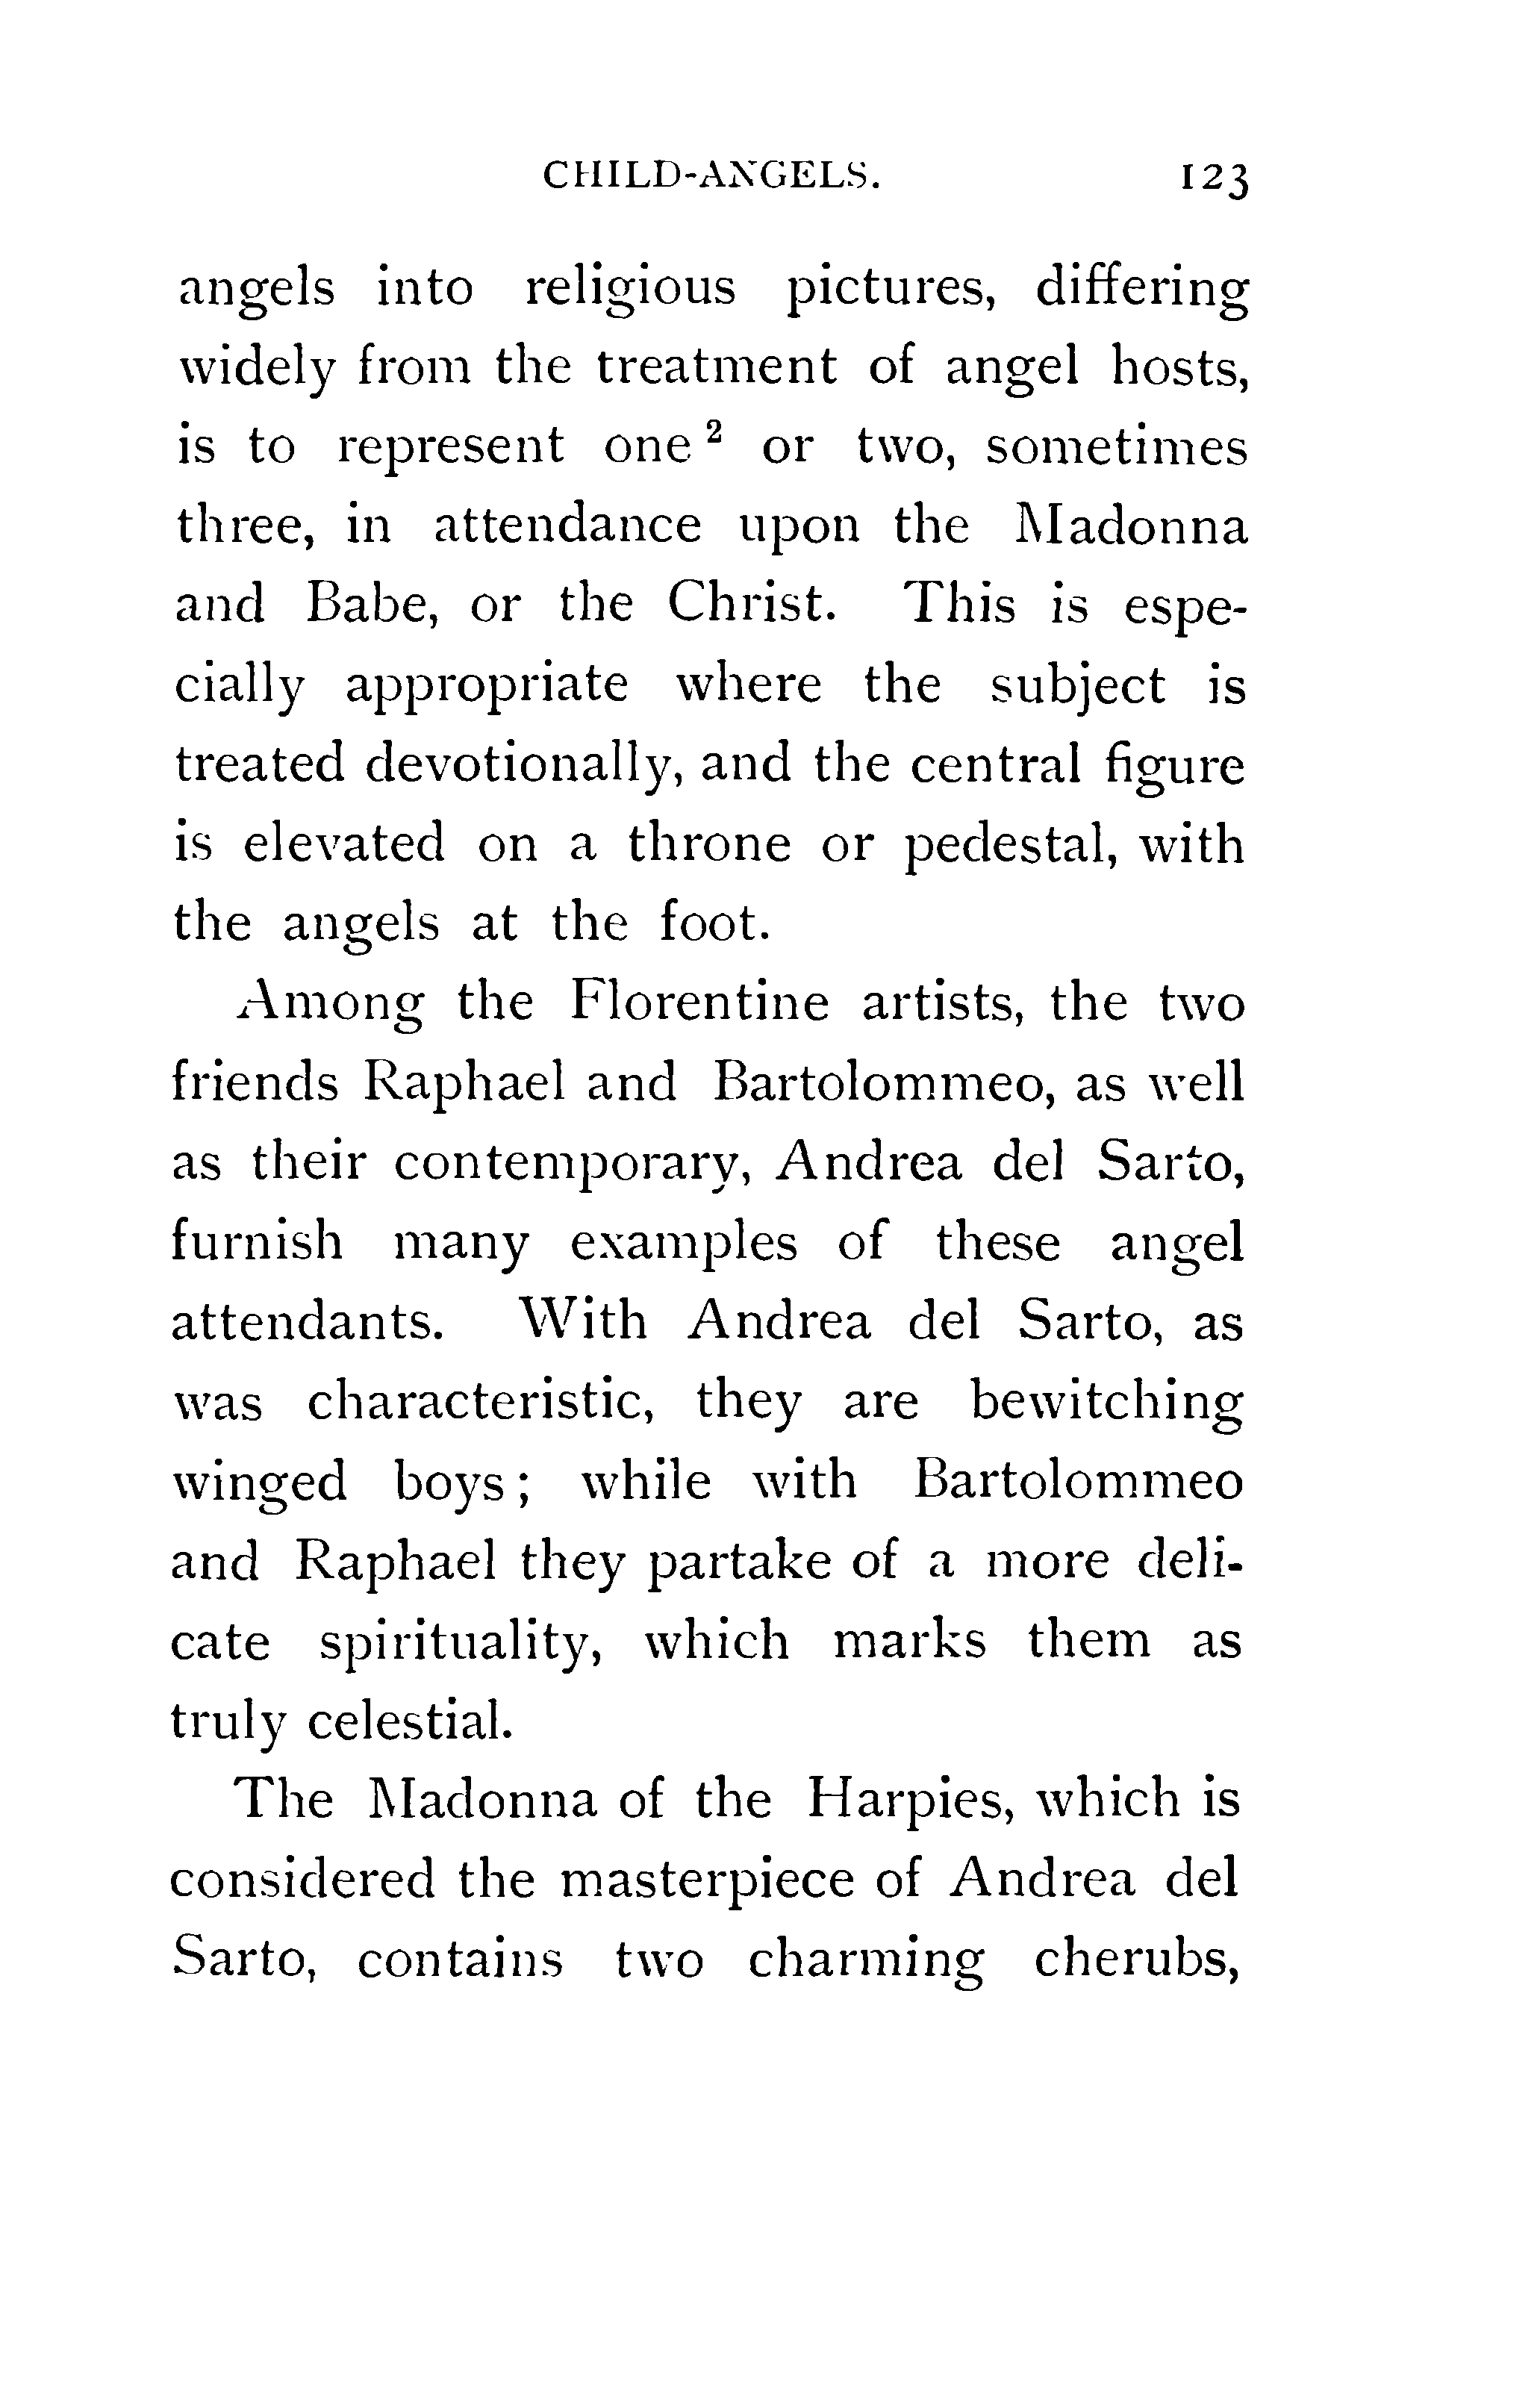 CHILD-ANGELS. 123
angels into religious pictures, differing
widely from the treatment of angel hosts,
is to represent one ² or two, sometimes
three, in attendance upon the Madonna
and Babe, or the Christ. This is espe-
cially appropriate where the subject is
treated devotionally, and the central figure
is elevated on a throne or pedestal, with
the angels at the foot.
Among the Florentine artists, the two
friends Raphael and Bartolommeo, as well
as their contemporary, Andrea del Sarto,
furnish many examples of these angel
attendants. With Andrea del Sarto, as
was characteristic, they are bewitching
winged boys; while with Bartolommeo
and Raphael they partake of a more deli-
cate spirituality, which marks them as
truly celestial.
The Madonna of the Harpies, which is
considered the masterpiece of Andrea del
Sarto, contains two charming cherubs,